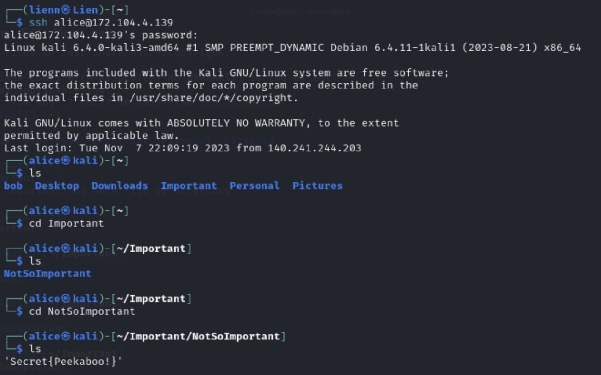 ┌──(lienn㉿Lien)-[~]
└─$ ssh alice@172.104.4.139
alice@172.104.4.139's password:
Linux kali 6.4.0-kali3-amd64 #1 SMP PREEMPT_DYNAMIC Debian 6.4.11-1kali1 (2023-08-21) x86_64
The programs included with the Kali GNU/Linux system are free software;
the exact distribution terms for each program are described in the
individual files in /usr/share/doc/*/copyright.
Kali GNU/Linux comes with ABSOLUTELY NO WARRANTY, to the extent
permitted by applicable law.
Last login: Tue Nov  7 22:09:19 2023 from 140.241.244.203
┌──(alice㉿kali)-[~]
└─$ ls
bob  Desktop  Downloads  Important  Personal  Pictures
┌──(alice㉿kali)-[~]
└─$ cd Important
┌──(alice㉿kali)-[~/Important]
└─$ ls
NotSoImportant
┌──(alice㉿kali)-[~/Important]
└─$ cd NotSoImportant
┌──(alice㉿kali)-[~/Important/NotSoImportant]
└─$ ls
'Secret{Peekaboo!}'